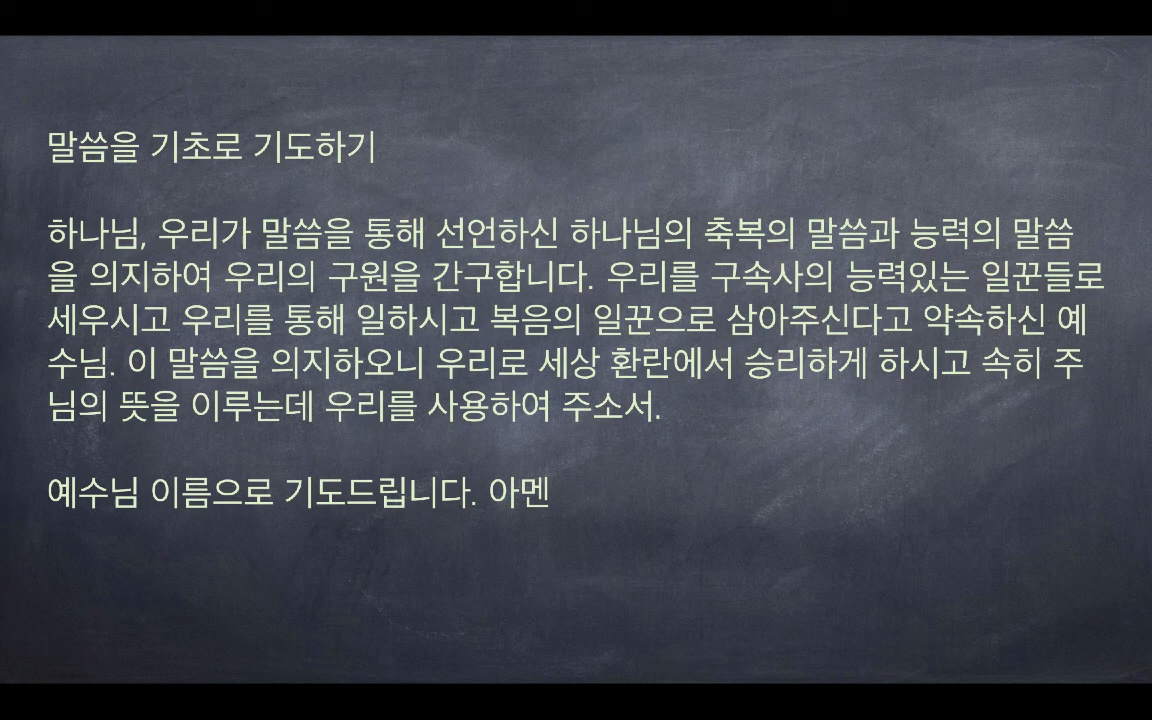 말씀을 기초로 기도하기
하나님, 우리가 말씀을 통해 선언하신 하나님의 축복의 말씀과 능력의 말씀
을 의지하여 우리의 구원을 간구합니다. 우리를 구속사의 능력있는 일꾼들로
세우시고 우리를 통해 일하시고 복음의 일꾼으로 삼아주신다고 약속하신 예
수님. 이 말씀을 의지하오니 우리로 세상 환란에서 승리하게 하시고 속히 주
님의 뜻을 이루는데 우리를 사용하여 주소서.
예수님 이름으로 기도드립니다. 아멘